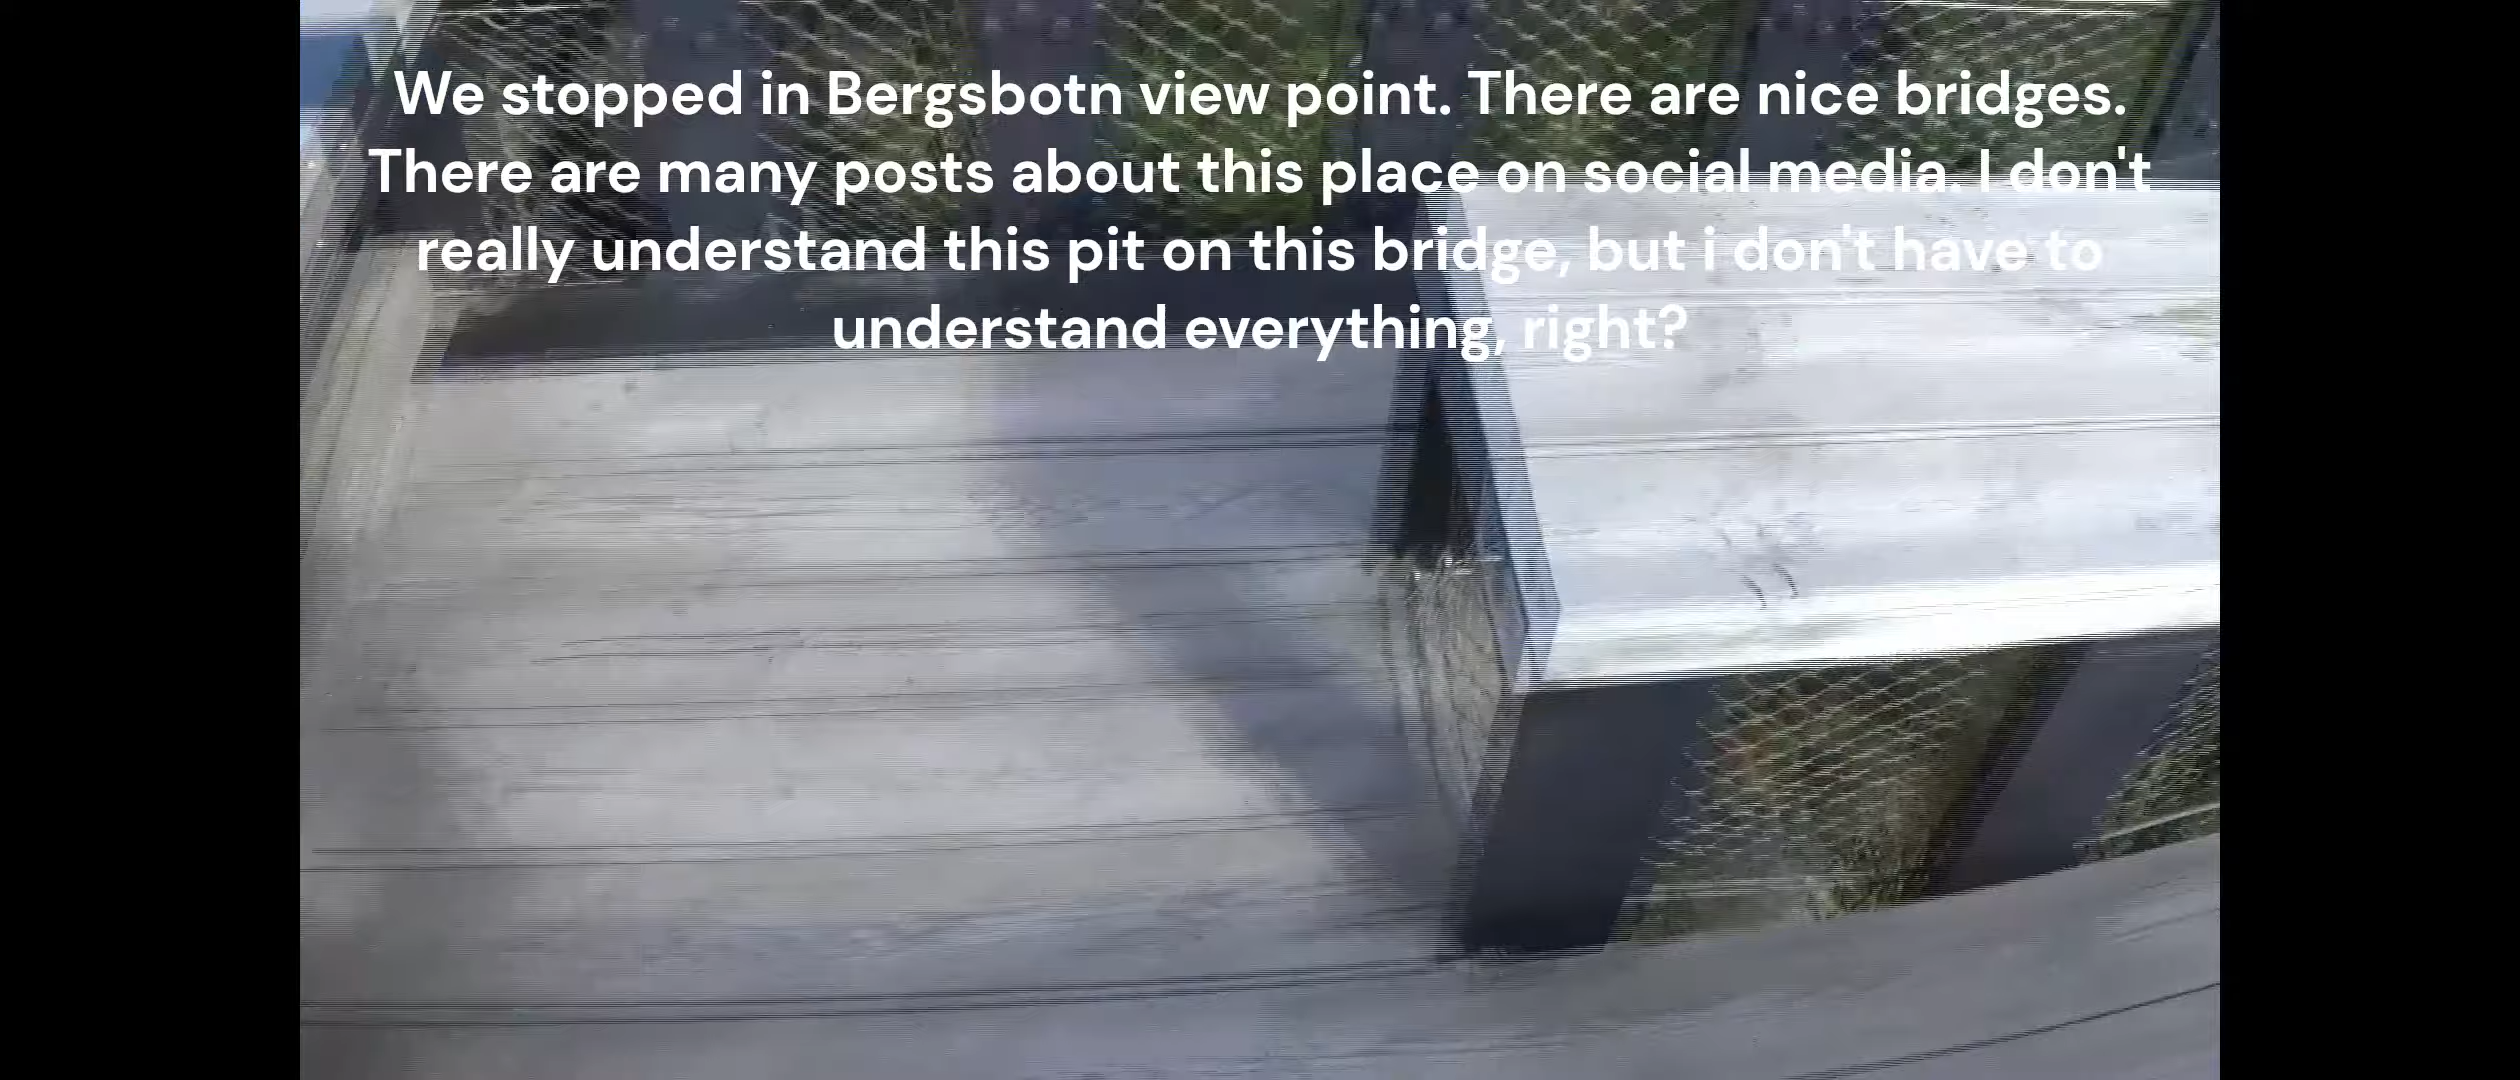 We stopped in Bergsbotn view point. There are nice bridges.
There are many posts about this place on social media. I don't
really understand this pit on this bridge, but i don't have to
understand everything, right?